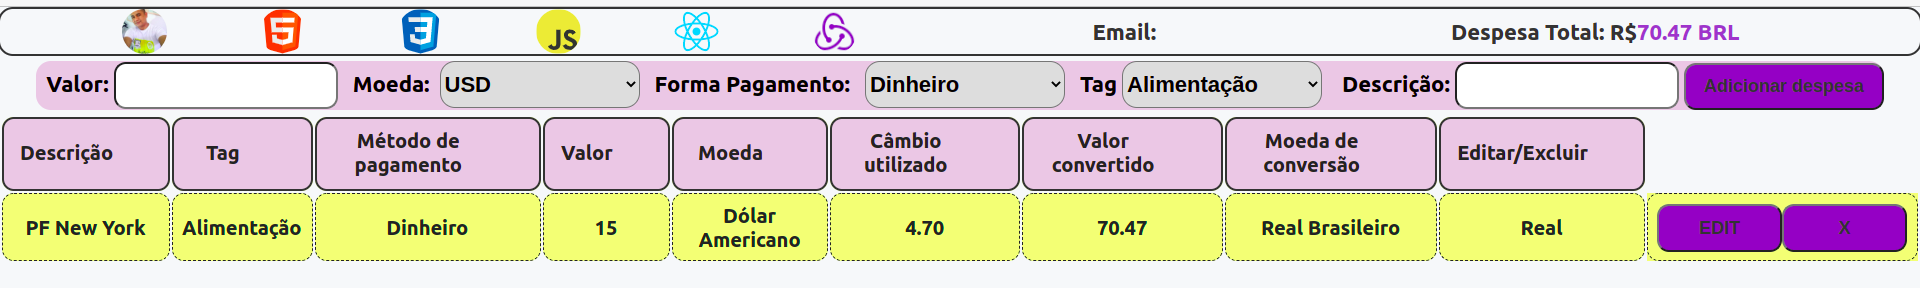 5 3 JS Email: Despesa Total: R$70.47 BRL
Valor: Moeda: USD Forma Pagamento: Dinheiro Tag Alimentação Descrição: Adicionar despesa
Descrição Tag Método de pagamento Valor Moeda Câmbio utilizado Valor convertido Moeda de conversão Editar/Excluir
PF New York Alimentação Dinheiro 15 Dólar Americano 4.70 70.47 Real Brasileiro Real EDIT X